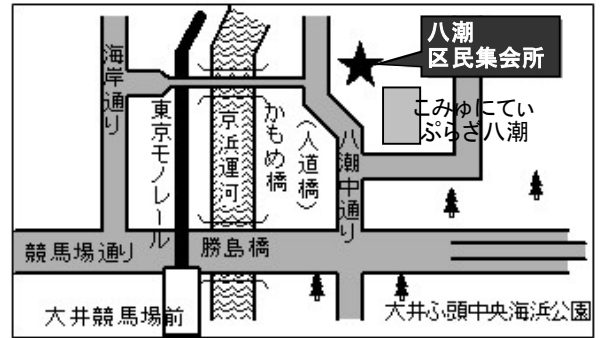 八潮
区民集会所
こみゅにてぃ
ぷらざ八潮
海岸通り
東京モノレール
京浜運河
かもめ橋
(人道橋)
八潮中通り
競馬場通り
勝島橋
大井競馬場前
大井ふ頭中央海浜公園